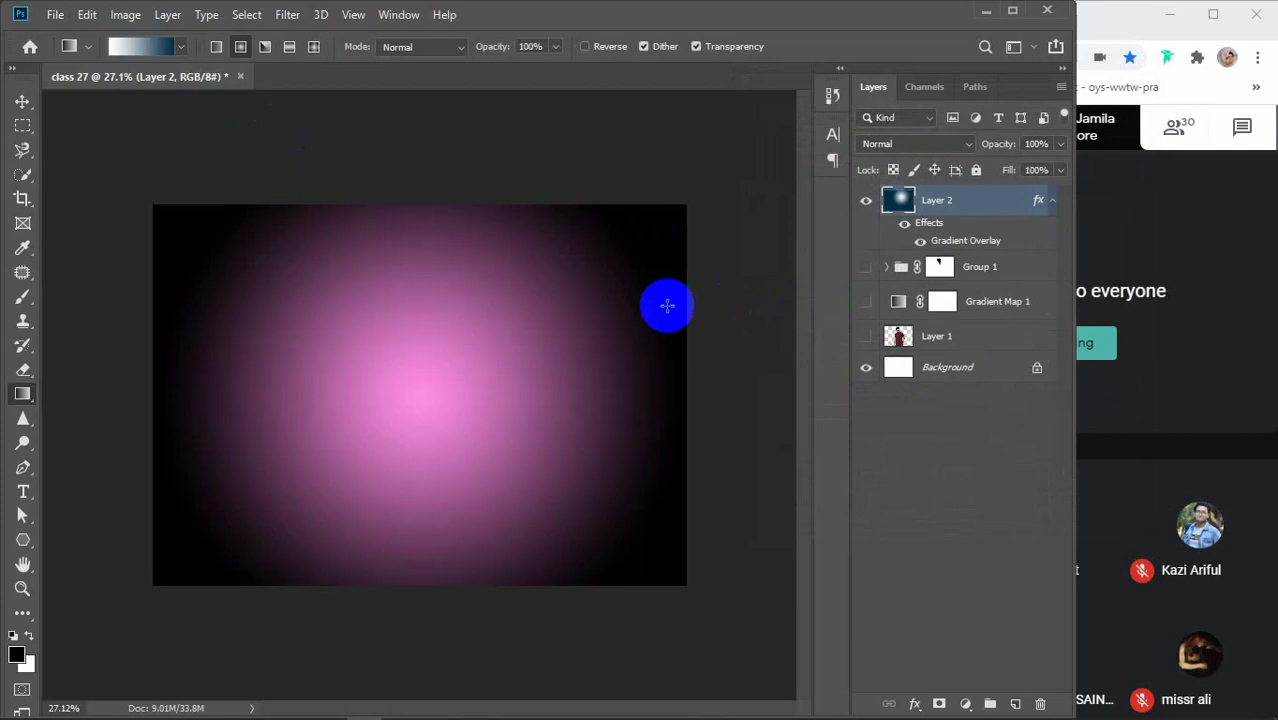 Ps File Edit Image Layer Type Select Filter 3D View Window Help
Mode: Normal Opacity: 100% Reverse Dither Transparency
class 27 @ 27.1% (Layer 2, RGB/8#) *
Layers Channels Paths
Kind
Normal Opacity: 100%
Lock: Fill: 100%
Layer 2 fx
Effects
Gradient Overlay
Group 1
Gradient Map 1
Layer 1
Background
27.12% Doc: 9.01M/33.8M
fx
: oys-wwtw-pra
Jamila
ore
30
o everyone
ng
t Kazi Ariful
SAIN... missr ali